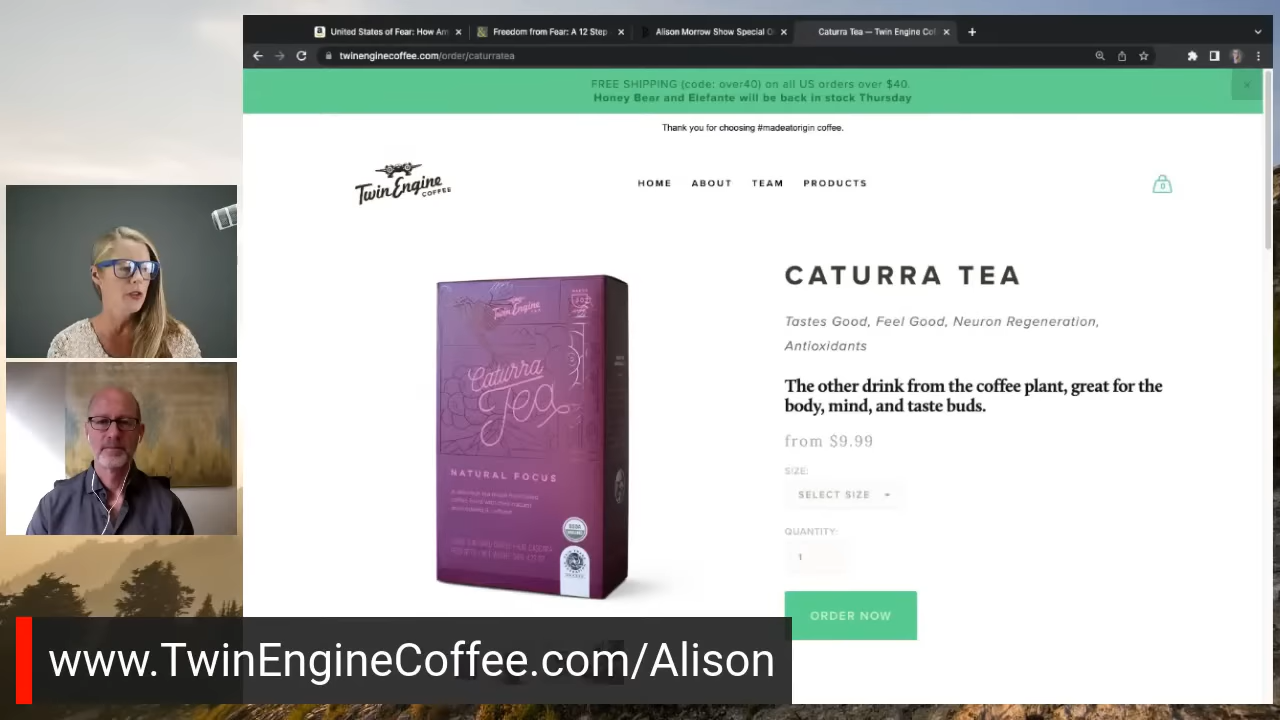 United States of Fear: How Am
Freedom from Fear: A 12 Step
Alison Morrow Show Special O
Caturra Tea — Twin Engine Cof
twinenginecoffee.com/order/caturratea
FREE SHIPPING (code: over40) on all US orders over $40.
Honey Bear and Elefante will be back in stock Thursday
Thank you for choosing #madeatorigin coffee.
Twin Engine
COFFEE
HOME ABOUT TEAM PRODUCTS
0
CATURRA TEA
Tastes Good, Feel Good, Neuron Regeneration,
Antioxidants
The other drink from the coffee plant, great for the
body, mind, and taste buds.
from $9.99
SIZE:
SELECT SIZE
QUANTITY:
1
ORDER NOW
Twin Engine
Caturra
Tea
NATURAL FOCUS
www.TwinEngineCoffee.com/Alison